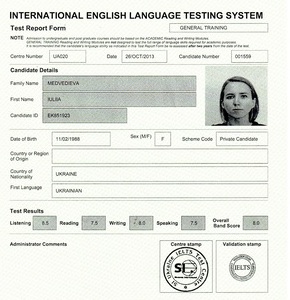 INTERNATIONAL ENGLISH LANGUAGE TESTING SYSTEM
Test Report Form
GENERAL TRAINING
NOTE Admission to undergraduate and post graduate courses should be based on the ACADEMIC Reading and Writing Modules.
GENERAL TRAINING Reading and Writing Modules are not designed to test the full range of language skills required for academic purposes.
It is recommended that the candidate's language ability as indicated in this Test Report Form be re-assessed after two years from the date of the test.
Centre Number UA020 Date 26/OCT/2013 Candidate Number 001559
Candidate Details
Family Name MEDVEDIEVA
First Name IULIIA
Candidate ID EK851923
Date of Birth 11/02/1988 Sex (M/F) F Scheme Code Private Candidate
Country or Region
of Origin
Country of
Nationality UKRAINE
First Language UKRAINIAN
Test Results
Listening 8.5 Reading 7.5 Writing 8.0 Speaking 7.5 Overall
Band Score 8.0
Administrator Comments
Centre stamp
Validation stamp
IELTS